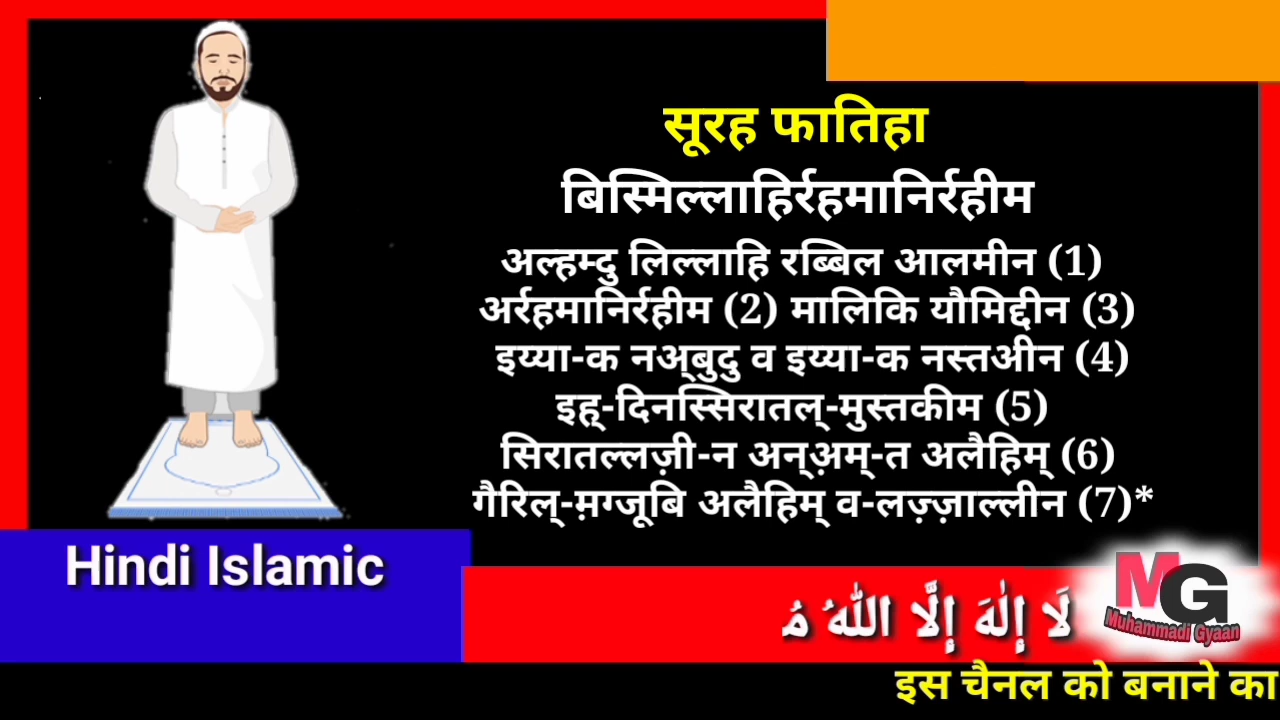 सूरह फातिहा
बिस्मिल्लाहिर्रहमानिर्रहीम
अल्हम्दु लिल्लाहि रब्बिल आलमीन (1)
अर्रहमानिर्रहीम (2) मालिकि यौमिद्दीन (3)
इय्या-क नअ्बुदु व इय्या-क नस्तअीन (4)
इह़्-दिनस्सिरातल्-मुस्तकीम (5)
सिरातल्लज़ी-न अन्अ़म्-त अलैहिम् (6)
गैरिल्-म़ग्जूबि अलैहिम् व-लज़्ज़ाल्लीन (7)*
Hindi Islamic
لَا إِلٰهَ إِلَّا اللّٰهُ مُ
MG
Muhammadi Gyaan
इस चैनल को बनाने का